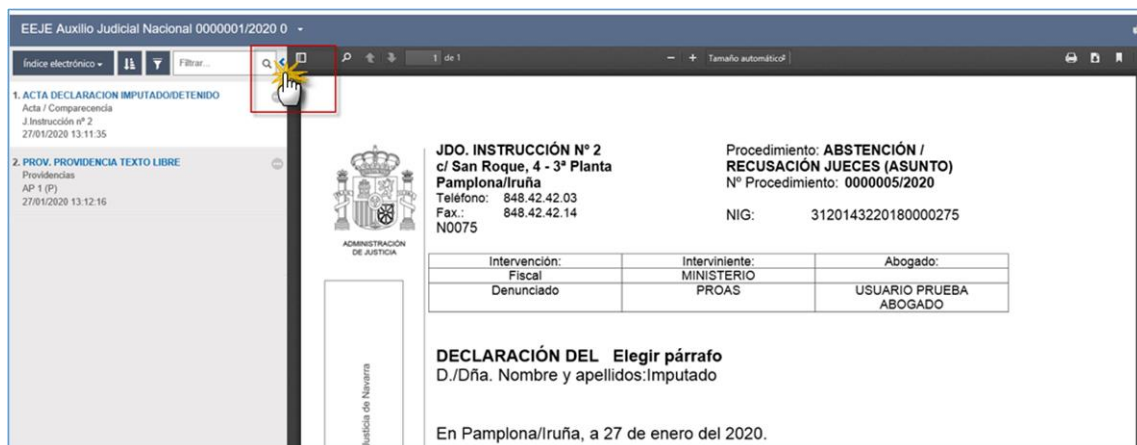 EEJE Auxilio Judicial Nacional 0000001/2020 0
Índice electrónico
Filtrar...
1 de 1
Tamaño automático
1. ACTA DECLARACION IMPUTADO/DETENIDO
Acta / Comparecencia
J.Instrucción nº 2
27/01/2020 13:11:35
2. PROV. PROVIDENCIA TEXTO LIBRE
Providencias
AP 1 (P)
27/01/2020 13:12:16
ADMINISTRACIÓN
DE JUSTICIA
JDO. INSTRUCCIÓN Nº 2
c/ San Roque, 4 - 3ª Planta
Pamplona/Iruña
Teléfono: 848.42.42.03
Fax.: 848.42.42.14
N0075
Procedimiento: ABSTENCIÓN /
RECUSACIÓN JUECES (ASUNTO)
Nº Procedimiento: 0000005/2020
NIG: 3120143220180000275
Intervención: Interviniente: Abogado:
Fiscal MINISTERIO
Denunciado PROAS USUARIO PRUEBA
ABOGADO
DECLARACIÓN DEL Elegir párrafo
D./Dña. Nombre y apellidos:Imputado
En Pamplona/Iruña, a 27 de enero del 2020.
Justicia de Navarra